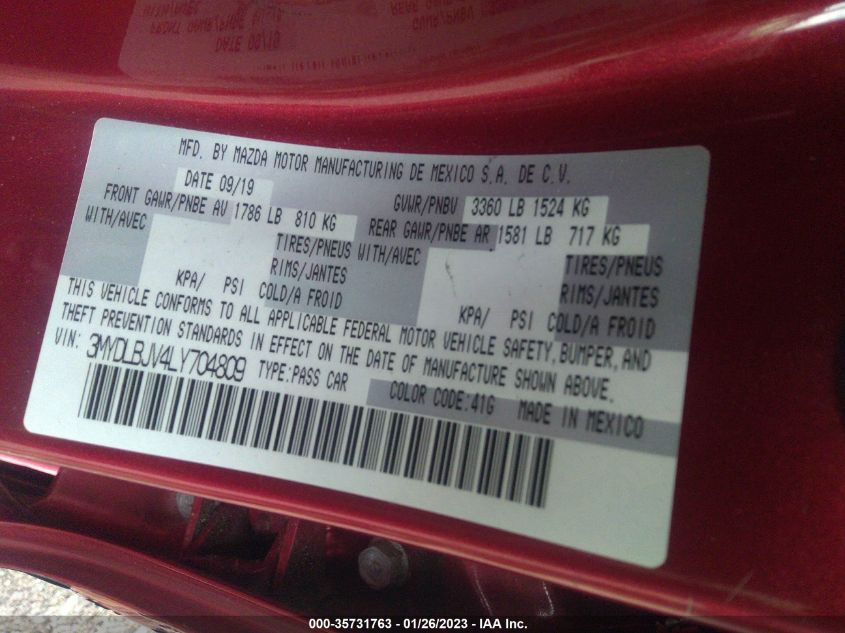 MFD. BY MAZDA MOTOR MANUFACTURING DE MEXICO S.A. DE C.V.
DATE 09/19 GVWR/PNBV 3360 LB 1524 KG
FRONT GAWR/PNBE AV 1786 LB 810 KG REAR GAWR/PNBE AR 1581 LB 717 KG
WITH/AVEC TIRES/PNEUS WITH/AVEC TIRES/PNEUS
RIMS/JANTES RIMS/JANTES
KPA/ PSI COLD/A FROID KPA/ PSI COLD/A FROID
THIS VEHICLE CONFORMS TO ALL APPLICABLE FEDERAL MOTOR VEHICLE SAFETY, BUMPER, AND
THEFT PREVENTION STANDARDS IN EFFECT ON THE DATE OF MANUFACTURE SHOWN ABOVE.
VIN: 3MYDLBJV4LY704809 TYPE:PASS CAR
COLOR CODE:41G MADE IN MEXICO
000-35731763 - 01/26/2023 - IAA Inc.